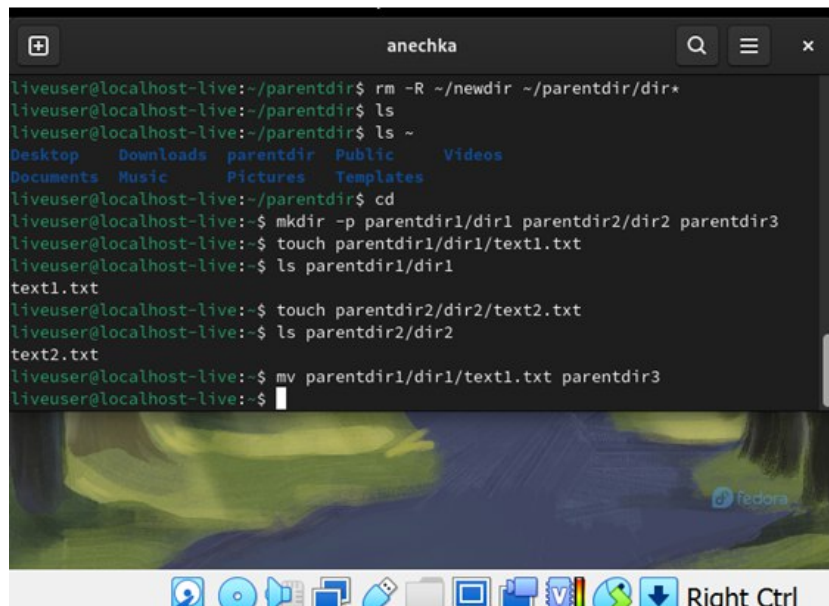 anechka
liveuser@localhost-live:~/parentdir$ rm -R ~/newdir ~/parentdir/dir*
liveuser@localhost-live:~/parentdir$ ls
liveuser@localhost-live:~/parentdir$ ls ~
Desktop Downloads parentdir Public Videos
Documents Music Pictures Templates
liveuser@localhost-live:~/parentdir$ cd
liveuser@localhost-live:~$ mkdir -p parentdir1/dir1 parentdir2/dir2 parentdir3
liveuser@localhost-live:~$ touch parentdir1/dir1/text1.txt
liveuser@localhost-live:~$ ls parentdir1/dir1
text1.txt
liveuser@localhost-live:~$ touch parentdir2/dir2/text2.txt
liveuser@localhost-live:~$ ls parentdir2/dir2
text2.txt
liveuser@localhost-live:~$ mv parentdir1/dir1/text1.txt parentdir3
liveuser@localhost-live:~$
fedora
Right Ctrl